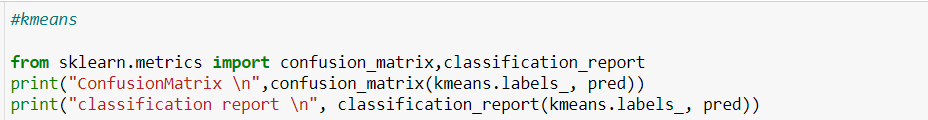 #kmeans
from sklearn.metrics import confusion_matrix,classification_report
print("ConfusionMatrix \n",confusion_matrix(kmeans.labels_, pred))
print("classification report \n", classification_report(kmeans.labels_, pred))